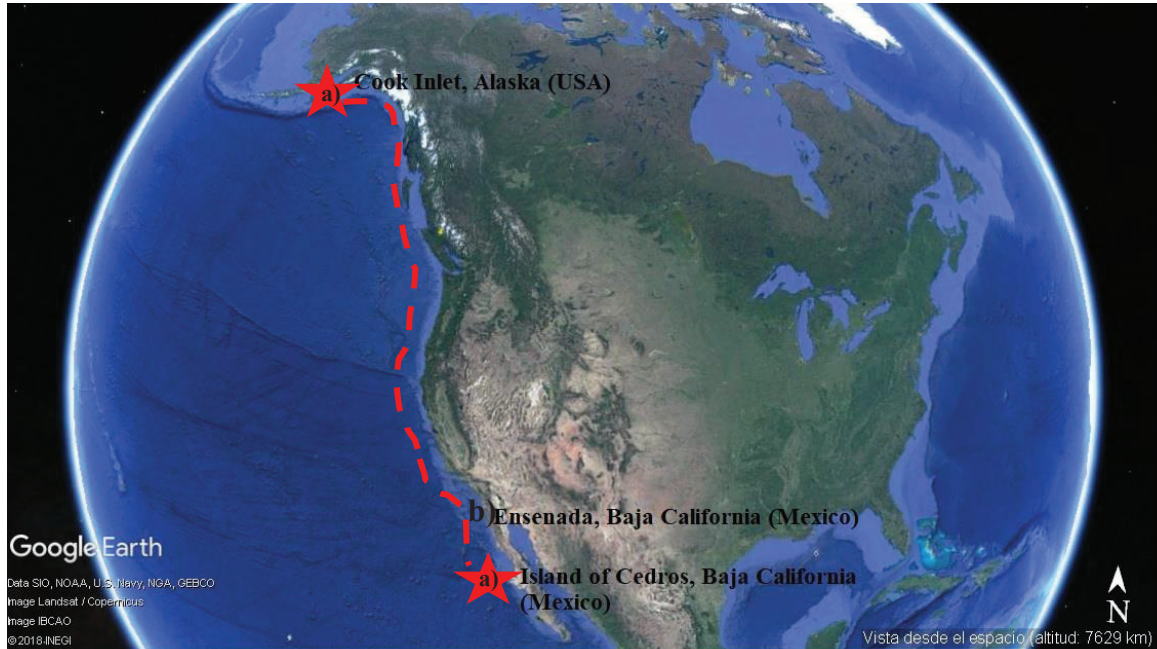 a) Cook Inlet, Alaska (USA)
b) Ensenada, Baja California (Mexico)
a) Island of Cedros, Baja California
(Mexico)
Google Earth
Data SIO, NOAA, U.S. Navy, NGA, GEBCO
Image Landsat / Copernicus
Image IBCAO
© 2018 INEGI
N
Vista desde el espacio (altitud: 7629 km)